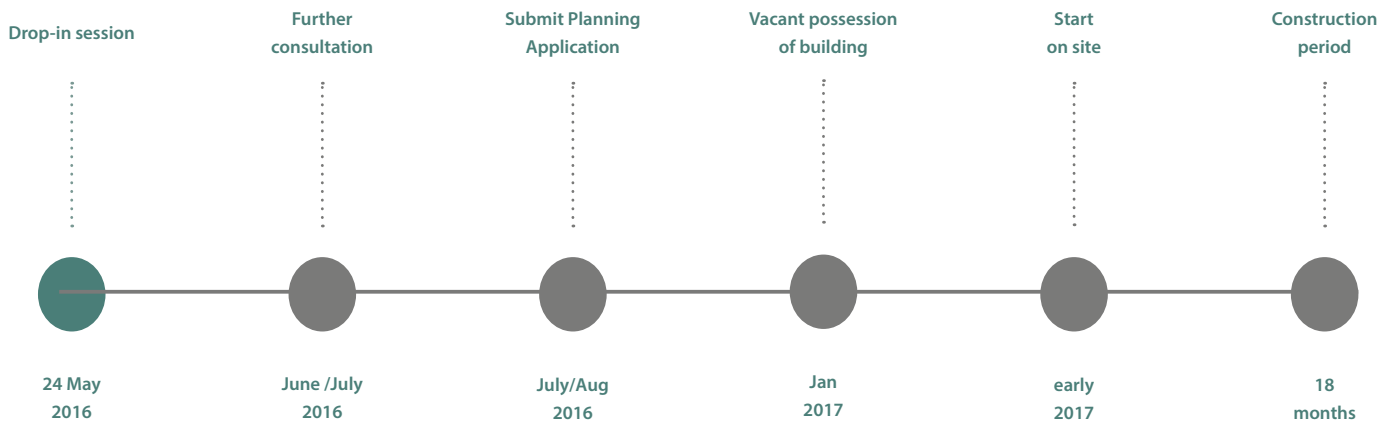 Drop-in session
Further
consultation
Submit Planning
Application
Vacant possession
of building
Start
on site
Construction
period
24 May
2016
June /July
2016
July/Aug
2016
Jan
2017
early
2017
18
months